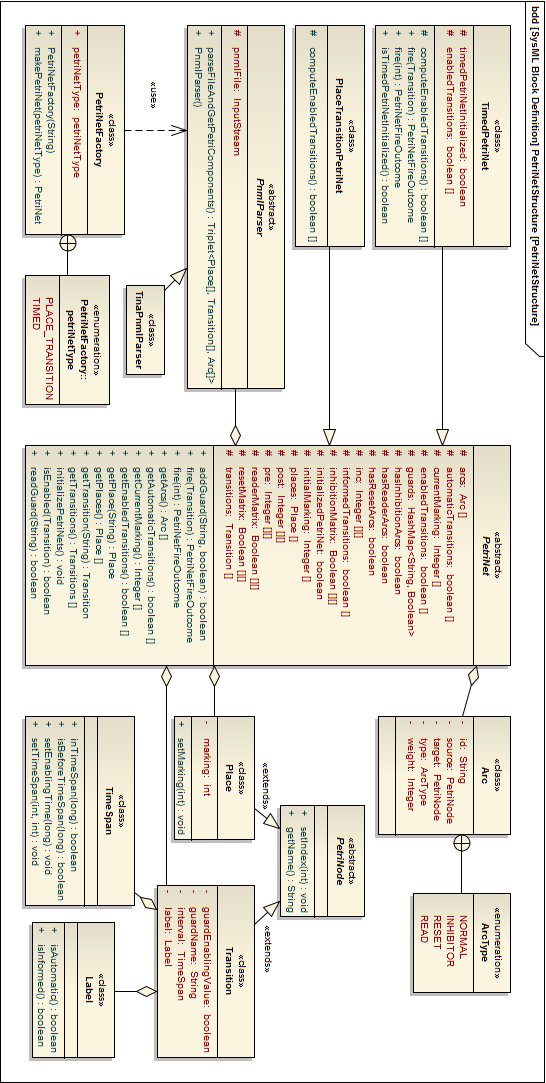 bdd [SysML Block Definition] PetriNetStructure [PetriNetStructure]
TimedPetriNet
# timedPetriNetInitialized: boolean
# enabledTransitions: boolean []
# computeEnabledTransitions() : boolean []
+ fire(Transition) : PetriNetFireOutcome
+ fire(int) : PetriNetFireOutcome
+ isTimedPetriNetInitialized() : boolean
«class»
PlaceTransitionPetriNet
# computeEnabledTransitions() : boolean []
«abstract»
PnmlParser
# pnmlFile: InputStream
+ parseFileAndGetPetriComponents() : Triplet<Place[], Transition[], Arc[]>
+ PnmlParser()
«class»
TinaPnmlParser
«use»
«class»
PetriNetFactory
- petriNetType: petriNetType
+ PetriNetFactory(String)
+ makePetriNet(petriNetType) : PetriNet
«enumeration»
PetriNetFactory::
petriNetType
PLACE_TRANSITION
TIMED
«abstract»
PetriNet
# arcs: Arc []
# automaticTransitions: boolean []
# currentMarking: Integer []
# enabledTransitions: boolean []
# guards: HashMap<String, Boolean>
# hasInhibitionArcs: boolean
# hasReaderArcs: boolean
# hasResetArcs: boolean
# inc: Integer [][]
# informedTransitions: boolean []
# inhibitionMatrix: Boolean [][]
# initializedPetriNet: boolean
# initialMarking: Integer []
# places: Place []
# post: Integer [][]
# pre: Integer [][]
# readerMatrix: Boolean [][]
# resetMatrix: Boolean [][]
# transitions: Transition []
+ addGuard(String, boolean) : boolean
+ fire(Transition) : PetriNetFireOutcome
+ fire(int) : PetriNetFireOutcome
+ getArcs() : Arc []
+ getAutomaticTransitions() : boolean []
+ getCurrentMarking() : Integer []
+ getEnabledTransitions() : boolean []
+ getPlace(String) : Place
+ getPlaces() : Place []
+ getTransition(String) : Transition
+ getTransitions() : Transitions []
+ initializePetriNets() : void
+ isEnabled(Transition) : boolean
+ readGuard(String) : boolean
«class»
Arc
- id: String
- source: PetriNode
- target: PetriNode
- type: ArcType
- weight: Integer
«enumeration»
ArcType
NORMAL
INHIBITOR
RESET
READ
«abstract»
PetriNode
+ setIndex(int) : void
+ getName() : String
«extends»
«extends»
«class»
Place
- marking: int
+ setMarking(int) : void
«class»
Transition
- guardEnablingValue: boolean
- guardName: String
- interval: TimeSpan
- label: Label
«class»
TimeSpan
+ inTimeSpan(long) : boolean
+ isBeforeTimeSpan(long) : boolean
+ setEnablingTime(long) : void
+ setTimeSpan(int, int) : void
«class»
Label
+ isAutomatic() : boolean
+ isInformed() : boolean